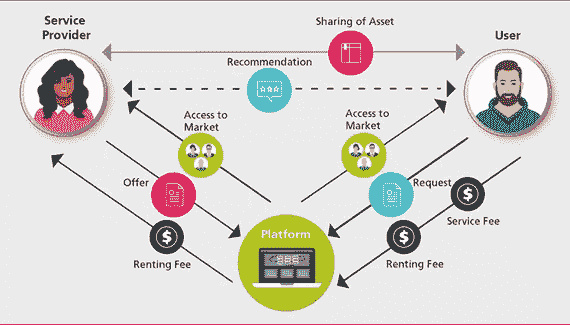 Sharing of Asset
Service
Provider
User
Recommendation
Access to
Market
Access to
Market
Offer
Request
Platform
Service Fee
Renting Fee
Renting Fee